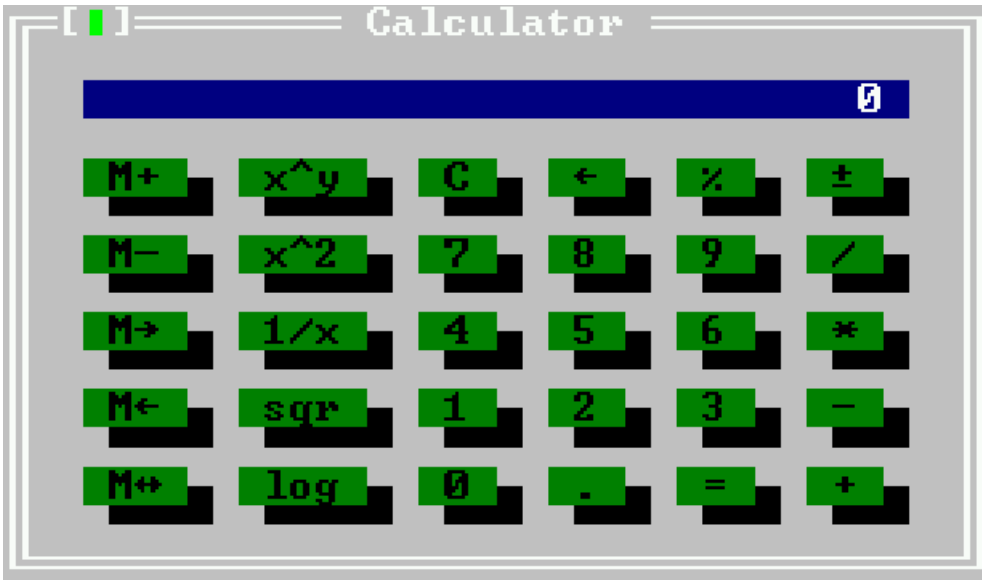 [▮] Calculator
0
M+ x^y C ← % ±
M– x^2 7 8 9 /
M→ 1/x 4 5 6 *
M← sqr 1 2 3 –
M↔ log 0 . = +